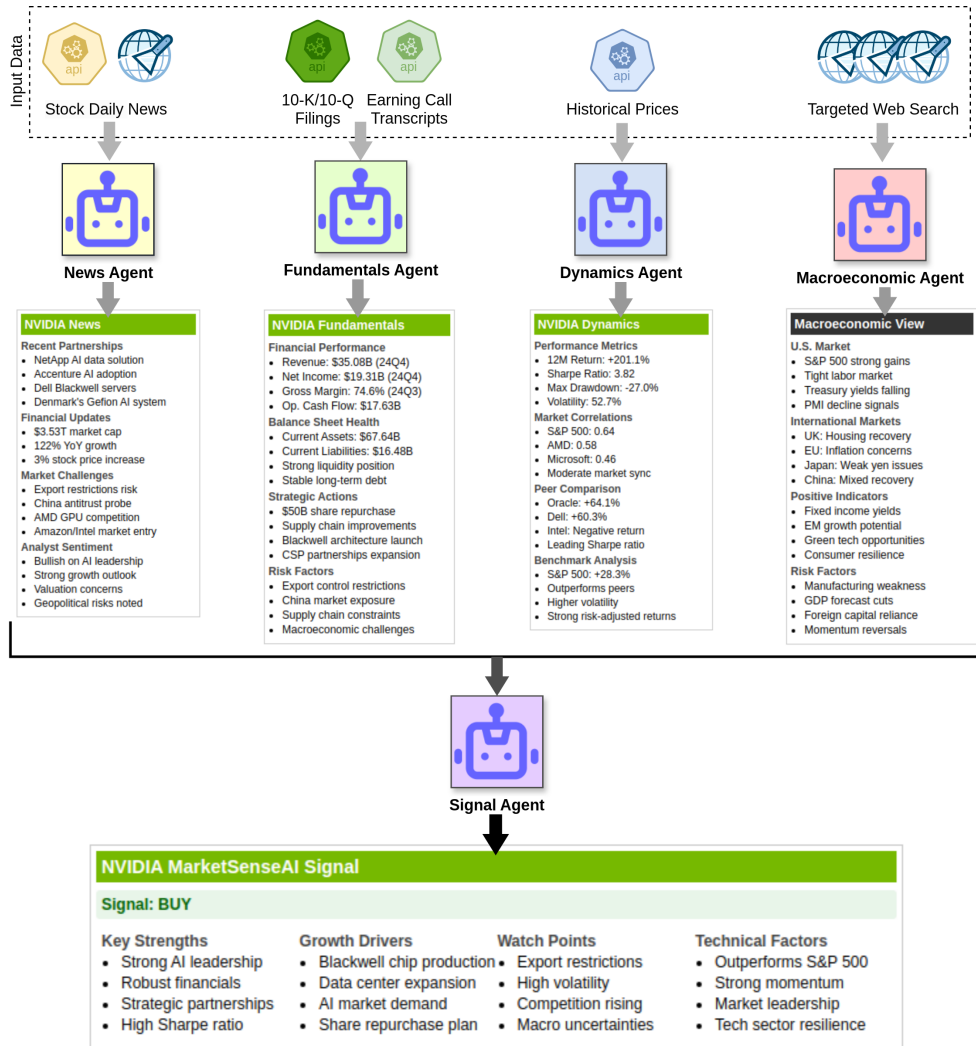 Input Data
api
api
api
api
Stock Daily News
10-K/10-Q
Filings
Earning Call
Transcripts
Historical Prices
Targeted Web Search
News Agent
Fundamentals Agent
Dynamics Agent
Macroeconomic Agent
NVIDIA News
Recent Partnerships
• NetApp AI data solution
• Accenture AI adoption
• Dell Blackwell servers
• Denmark's Gefion AI system
Financial Updates
• $3.53T market cap
• 122% YoY growth
• 3% stock price increase
Market Challenges
• Export restrictions risk
• China antitrust probe
• AMD GPU competition
• Amazon/Intel market entry
Analyst Sentiment
• Bullish on AI leadership
• Strong growth outlook
• Valuation concerns
• Geopolitical risks noted
NVIDIA Fundamentals
Financial Performance
• Revenue: $35.08B (24Q4)
• Net Income: $19.31B (24Q4)
• Gross Margin: 74.6% (24Q3)
• Op. Cash Flow: $17.63B
Balance Sheet Health
• Current Assets: $67.64B
• Current Liabilities: $16.48B
• Strong liquidity position
• Stable long-term debt
Strategic Actions
• $50B share repurchase
• Supply chain improvements
• Blackwell architecture launch
• CSP partnerships expansion
Risk Factors
• Export control restrictions
• China market exposure
• Supply chain constraints
• Macroeconomic challenges
NVIDIA Dynamics
Performance Metrics
• 12M Return: +201.1%
• Sharpe Ratio: 3.82
• Max Drawdown: -27.0%
• Volatility: 52.7%
Market Correlations
• S&P 500: 0.64
• AMD: 0.58
• Microsoft: 0.46
• Moderate market sync
Peer Comparison
• Oracle: +64.1%
• Dell: +60.3%
• Intel: Negative return
• Leading Sharpe ratio
Benchmark Analysis
• S&P 500: +28.3%
• Outperforms peers
• Higher volatility
• Strong risk-adjusted returns
Macroeconomic View
U.S. Market
• S&P 500 strong gains
• Tight labor market
• Treasury yields falling
• PMI decline signals
International Markets
• UK: Housing recovery
• EU: Inflation concerns
• Japan: Weak yen issues
• China: Mixed recovery
Positive Indicators
• Fixed income yields
• EM growth potential
• Green tech opportunities
• Consumer resilience
Risk Factors
• Manufacturing weakness
• GDP forecast cuts
• Foreign capital reliance
• Momentum reversals
Signal Agent
NVIDIA MarketSenseAI Signal
Signal: BUY
Key Strengths
• Strong AI leadership
• Robust financials
• Strategic partnerships
• High Sharpe ratio
Growth Drivers
• Blackwell chip production
• Data center expansion
• AI market demand
• Share repurchase plan
Watch Points
• Export restrictions
• High volatility
• Competition rising
• Macro uncertainties
Technical Factors
• Outperforms S&P 500
• Strong momentum
• Market leadership
• Tech sector resilience